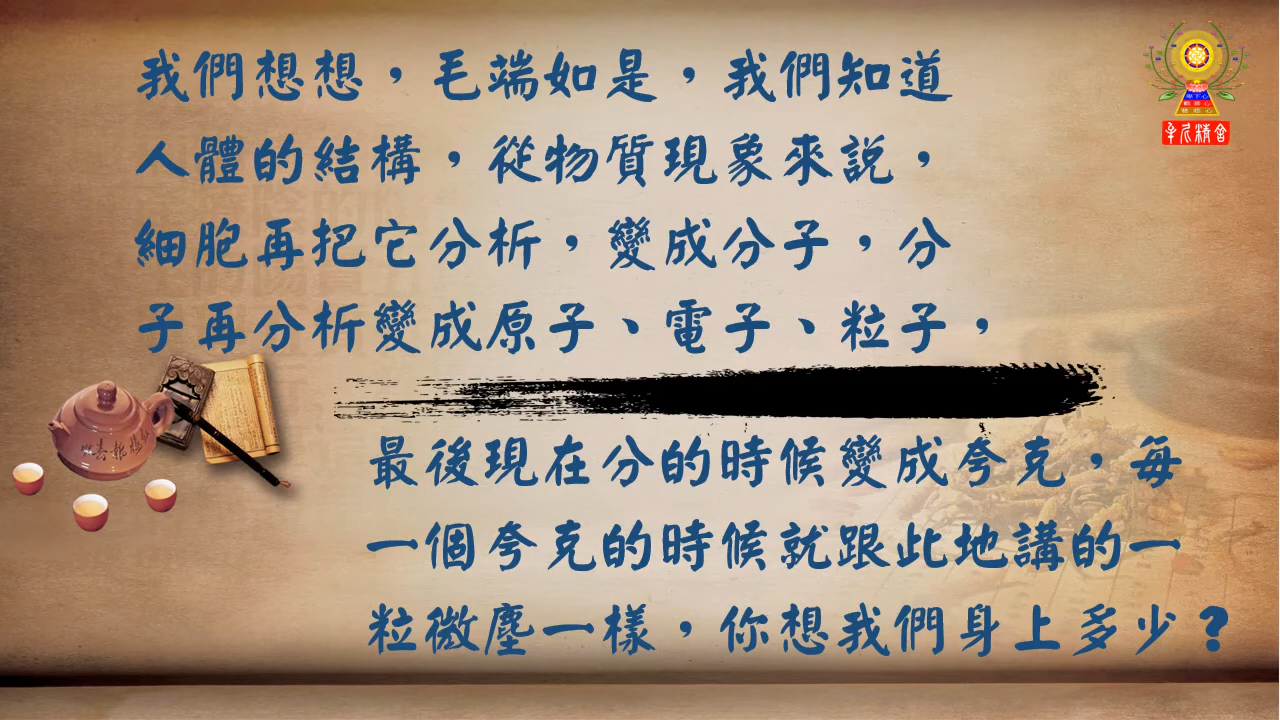 我們想想，毛端如是，我們知道
人體的結構，從物質現象來說，
細胞再把它分析，變成分子，分
子再分析變成原子、電子、粒子，
最後現在分的時候變成夸克，每
一個夸克的時候就跟此地講的一
粒微塵一樣，你想我們身上多少？